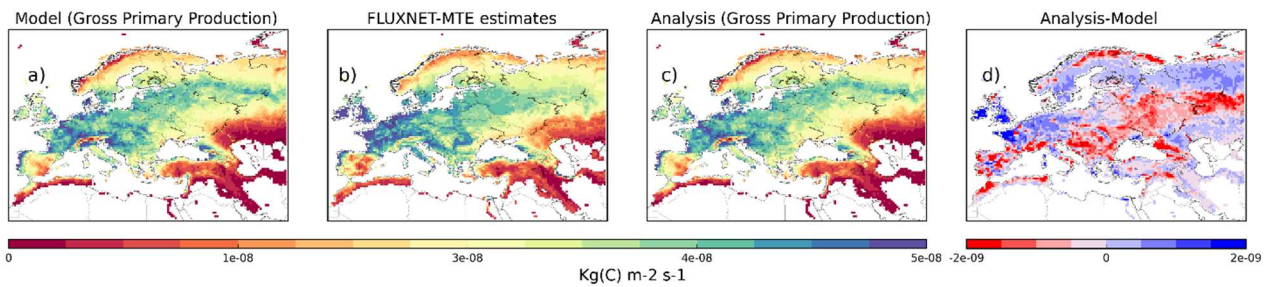 Model (Gross Primary Production)
FLUXNET-MTE estimates
Analysis (Gross Primary Production)
Analysis-Model
a)
b)
c)
d)
0
1e-08
3e-08
4e-08
5e-08
-2e-09
0
2e-09
Kg(C) m-2 s-1